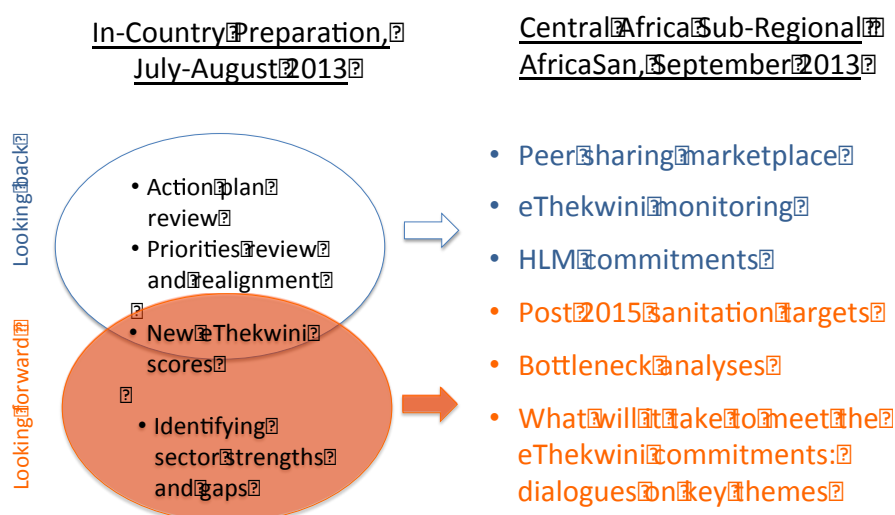 In-Country Preparation,
July-August 2013
Central Africa Sub-Regional
AfricaSan, September 2013
Looking back
• Action plan
review
• Priorities review
and realignment
• New eThekwini
scores
Looking forward
• Identifying
sector strengths
and gaps
• Peer sharing marketplace
• eThekwini monitoring
• HLM commitments
• Post 2015 sanitation targets
• Bottleneck analyses
• What will it take to meet the
eThekwini commitments:
dialogues on key themes